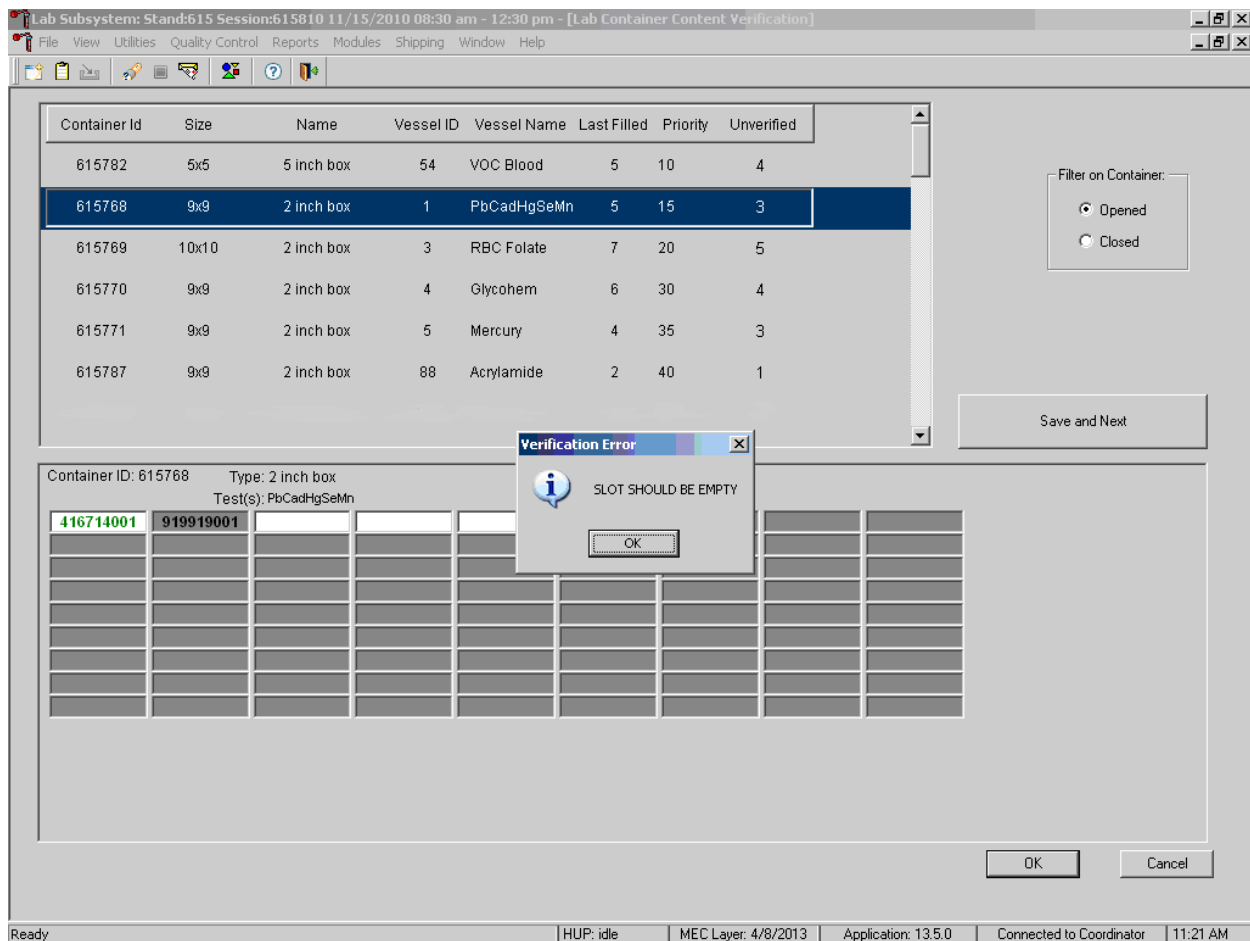 Lab Subsystem: Stand:615 Session:615810 11/15/2010 08:30 am - 12:30 pm - [Lab Container Content Verification]
File View Utilities Quality Control Reports Modules Shipping Window Help
Container Id Size Name Vessel ID Vessel Name Last Filled Priority Unverified
615782 5x5 5 inch box 54 VOC Blood 5 10 4
615768 9x9 2 inch box 1 PbCadHgSeMn 5 15 3
615769 10x10 2 inch box 3 RBC Folate 7 20 5
615770 9x9 2 inch box 4 Glycohem 6 30 4
615771 9x9 2 inch box 5 Mercury 4 35 3
615787 9x9 2 inch box 88 Acrylamide 2 40 1
Filter on Container:
Opened
Closed
Save and Next
Verification Error
SLOT SHOULD BE EMPTY
OK
Container ID: 615768 Type: 2 inch box
Test(s): PbCadHgSeMn
416714001 919919001
OK Cancel
Ready HUP: idle MEC Layer: 4/8/2013 Application: 13.5.0 Connected to Coordinator 11:21 AM